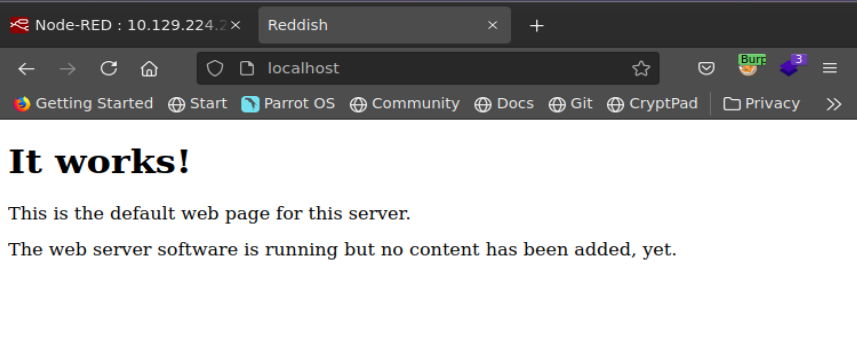 Node-RED : 10.129.224.2
Reddish
localhost
Burp
3
Getting Started
Start
Parrot OS
Community
Docs
Git
CryptPad
Privacy
It works!
This is the default web page for this server.
The web server software is running but no content has been added, yet.